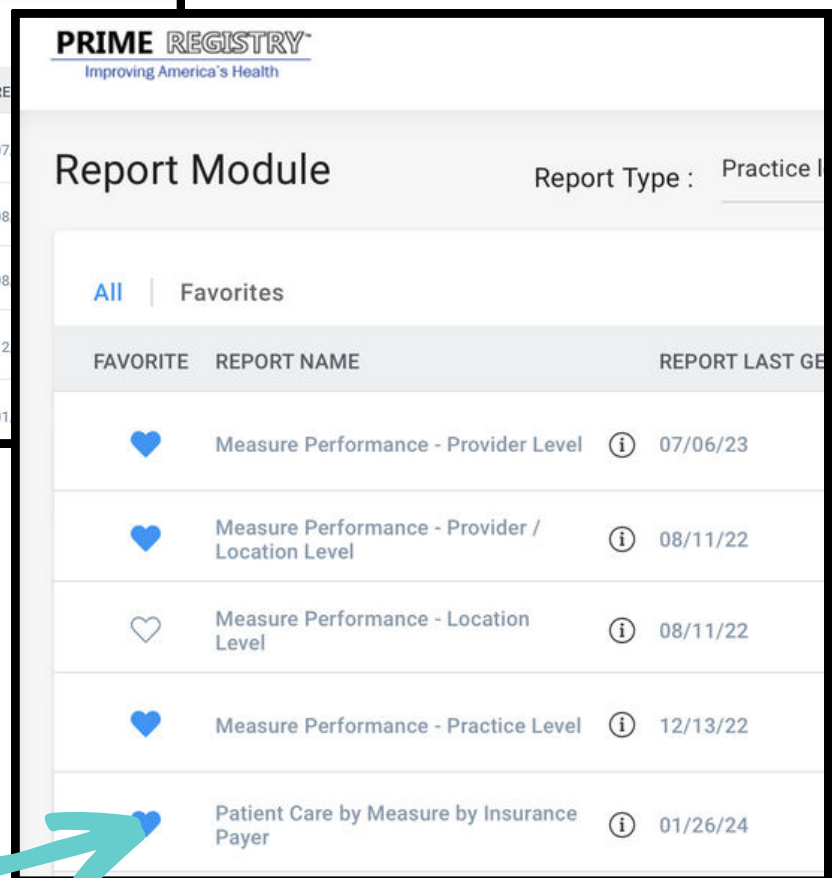 PRIME REGISTRY™
Improving America's Health
Report Module
Report Type :
Practice l
All | Favorites
FAVORITE
REPORT NAME
REPORT LAST GE
Measure Performance - Provider Level
07/06/23
Measure Performance - Provider /
Location Level
08/11/22
Measure Performance - Location
Level
08/11/22
Measure Performance - Practice Level
12/13/22
Patient Care by Measure by Insurance
Payer
01/26/24